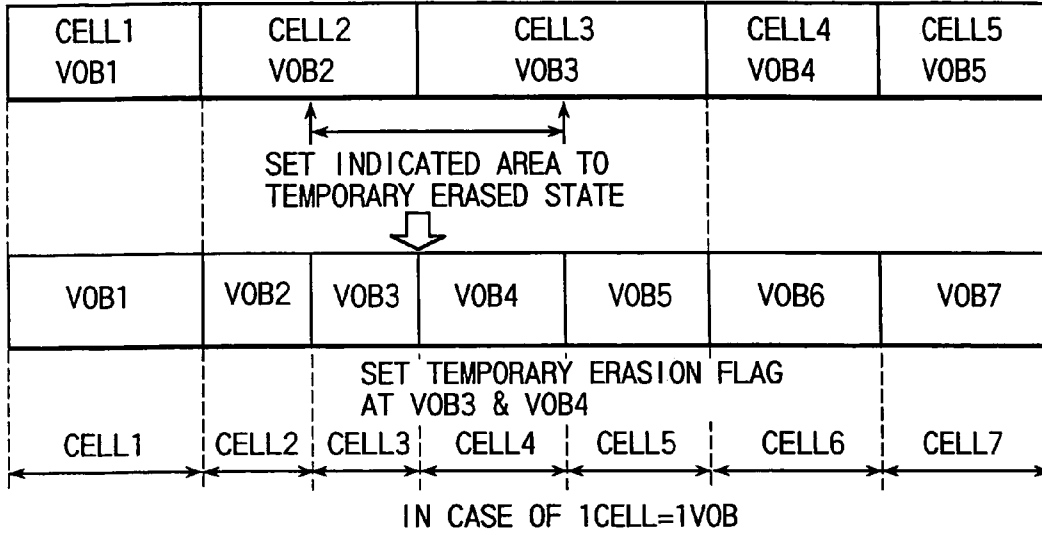 CELL1 CELL2 CELL3 CELL4 CELL5
VOB1 VOB2 VOB3 VOB4 VOB5
SET INDICATED AREA TO
TEMPORARY ERASED STATE
VOB1 VOB2 VOB3 VOB4 VOB5 VOB6 VOB7
SET TEMPORARY ERASION FLAG
AT VOB3 & VOB4
CELL1 CELL2 CELL3 CELL4 CELL5 CELL6 CELL7
IN CASE OF 1CELL=1VOB